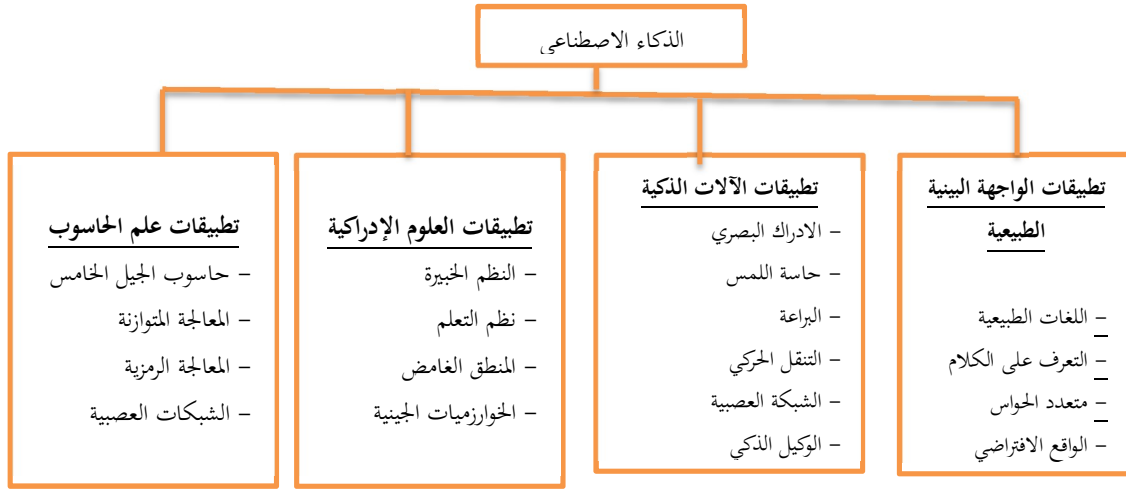 الذكاء الاصطناعي
تطبيقات الواجهة البينية
الطبيعية
– اللغات الطبيعية
– التعرف على الكلام
– متعدد الحواس
– الواقع الافتراضي
تطبيقات الآلات الذكية
– الادراك البصري
– حاسة اللمس
– البراعة
– التنقل الحركي
– الشبكة العصبية
– الوكيل الذكي
تطبيقات العلوم الإدراكية
– النظم الخبيرة
– نظم التعلم
– المنطق الغامض
– الخوارزميات الجينية
تطبيقات علم الحاسوب
– حاسوب الجيل الخامس
– المعالجة المتوازنة
– المعالجة الرمزية
– الشبكات العصبية